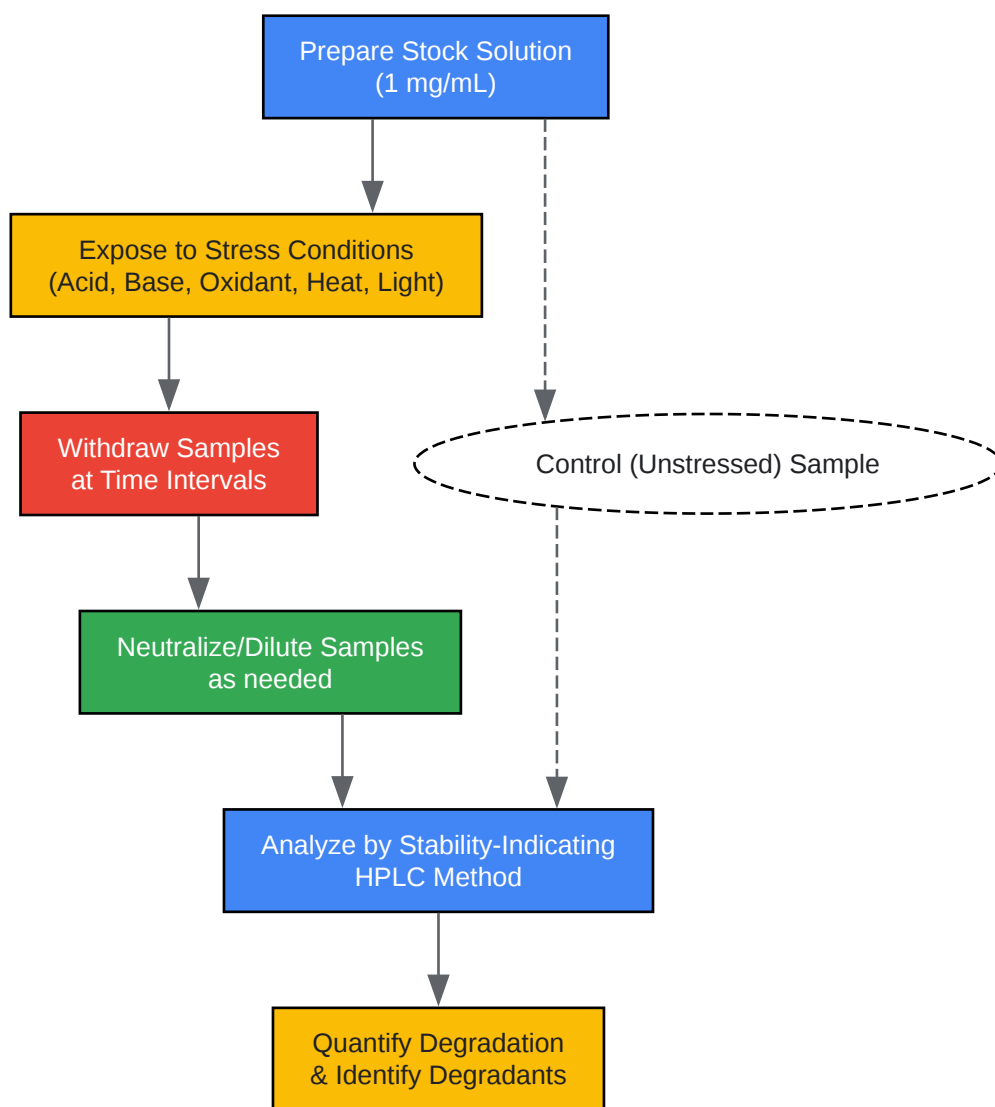 Prepare Stock Solution
(1 mg/mL)
Expose to Stress Conditions
(Acid, Base, Oxidant, Heat, Light)
Withdraw Samples
at Time Intervals
Control (Unstressed) Sample
Neutralize/Dilute Samples
as needed
Analyze by Stability-Indicating
HPLC Method
Quantify Degradation
& Identify Degradants